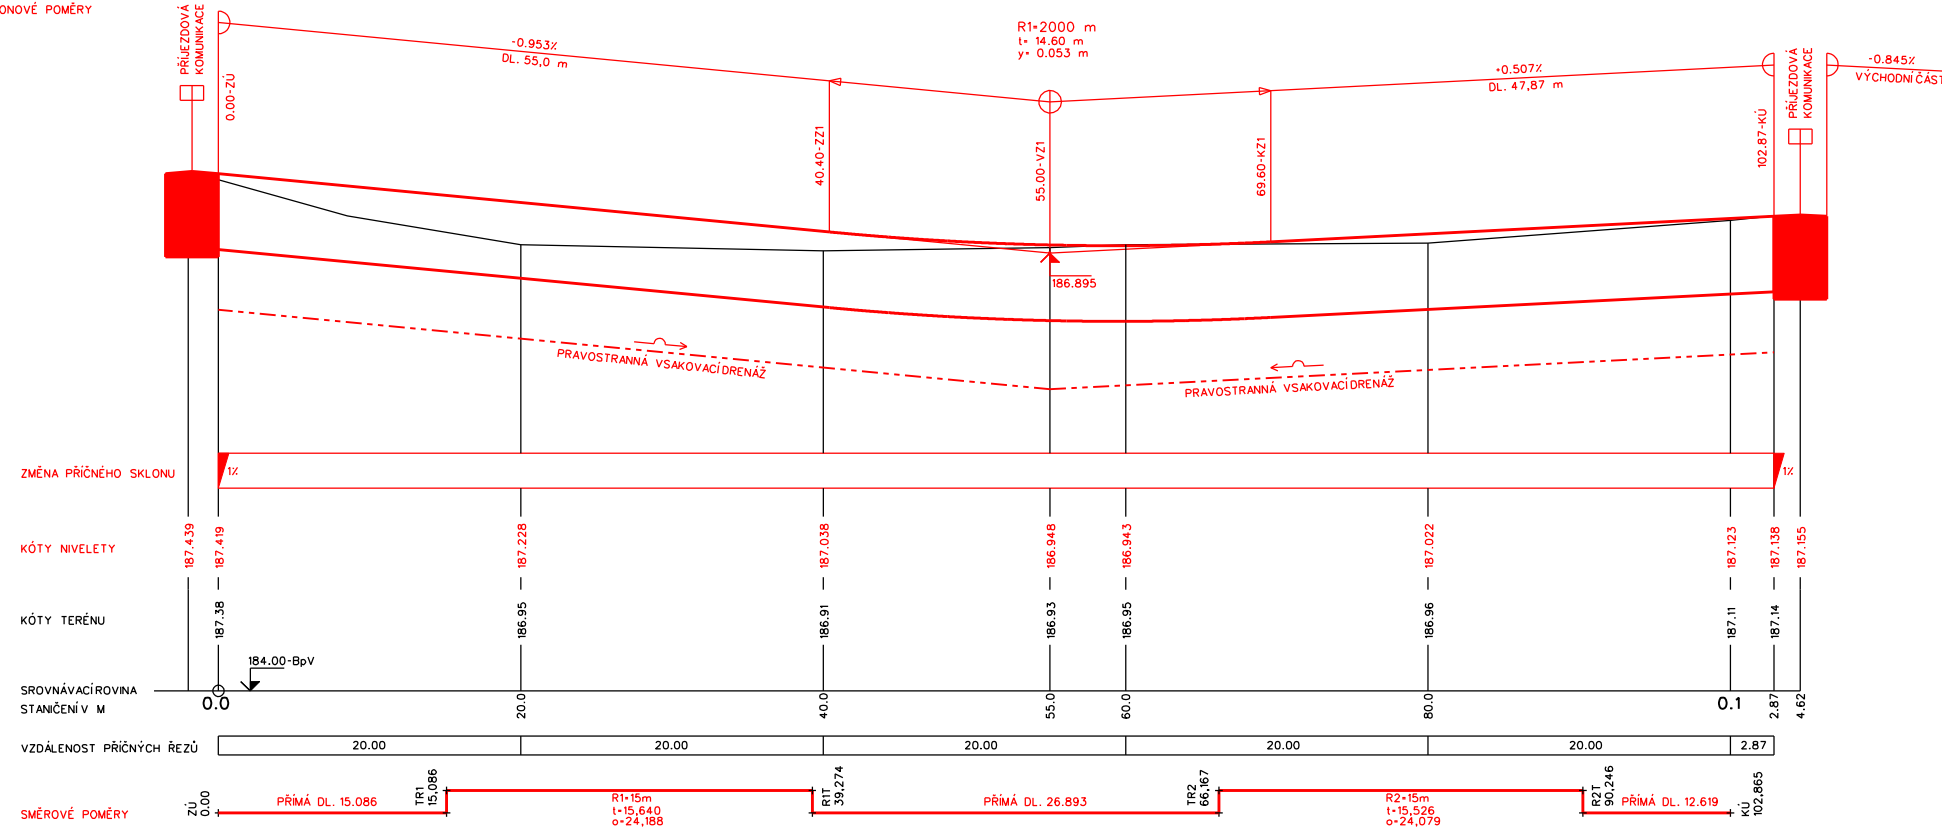 ONOVÉ POMĚRY
PŘÍJEZDOVÁ
KOMUNIKACE
0.00-ZÚ
-0.953%
DL. 55,0 m
R1=2000 m
t= 14.60 m
y= 0.053 m
+0.507%
DL. 47,87 m
-0.845%
VÝCHODNÍ ČÁST
PŘÍJEZDOVÁ
KOMUNIKACE
40.40-ZZ1
55.00-VZ1
69.60-KZ1
102.87-KÚ
186.895
PRAVOSTRANNÁ VSAKOVACÍ DRENÁŽ
PRAVOSTRANNÁ VSAKOVACÍ DRENÁŽ
ZMĚNA PŘÍČNÉHO SKLONU
1%
1%
KÓTY NIVELETY
187.439
187.419
187.228
187.038
186.948
186.943
187.022
187.123
187.138
187.155
KÓTY TERÉNU
187.38
186.95
186.91
186.93
186.95
186.96
187.11
187.14
184.00-BpV
SROVNÁVACÍ ROVINA
STANIČENÍ V M
0.0
20.0
40.0
55.0
60.0
80.0
0.1
2.87
4.62
VZDÁLENOST PŘÍČNÝCH ŘEZŮ
20.00
20.00
20.00
20.00
20.00
2.87
SMĚROVÉ POMĚRY
ZÚ
0.00
PŘÍMÁ DL. 15.086
TR1
15,086
R1=15m
t=15,640
o=24,188
R1T
39,274
PŘÍMÁ DL. 26.893
TR2
66,167
R2=15m
t=15,526
o=24,079
R2T
90,246
PŘÍMÁ DL. 12.619
KÚ
102,865